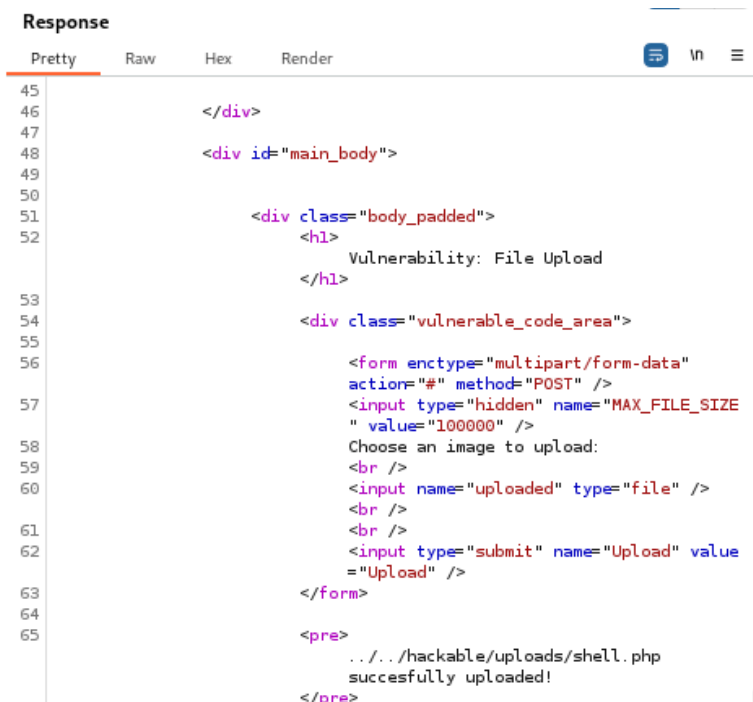 Response
Pretty Raw Hex Render \n
45
46 </div>
47
48 <div id="main_body">
49
50
51 <div class="body_padded">
52 <h1>
Vulnerability: File Upload
</h1>
53
54 <div class="vulnerable_code_area">
55
56 <form enctype="multipart/form-data"
action="#" method="POST" />
57 <input type="hidden" name="MAX_FILE_SIZE
" value="100000" />
58 Choose an image to upload:
59 <br />
60 <input name="uploaded" type="file" />
<br />
61 <br />
62 <input type="submit" name="Upload" value
="Upload" />
63 </form>
64
65 <pre>
../../hackable/uploads/shell.php
succesfully uploaded!
</pre>